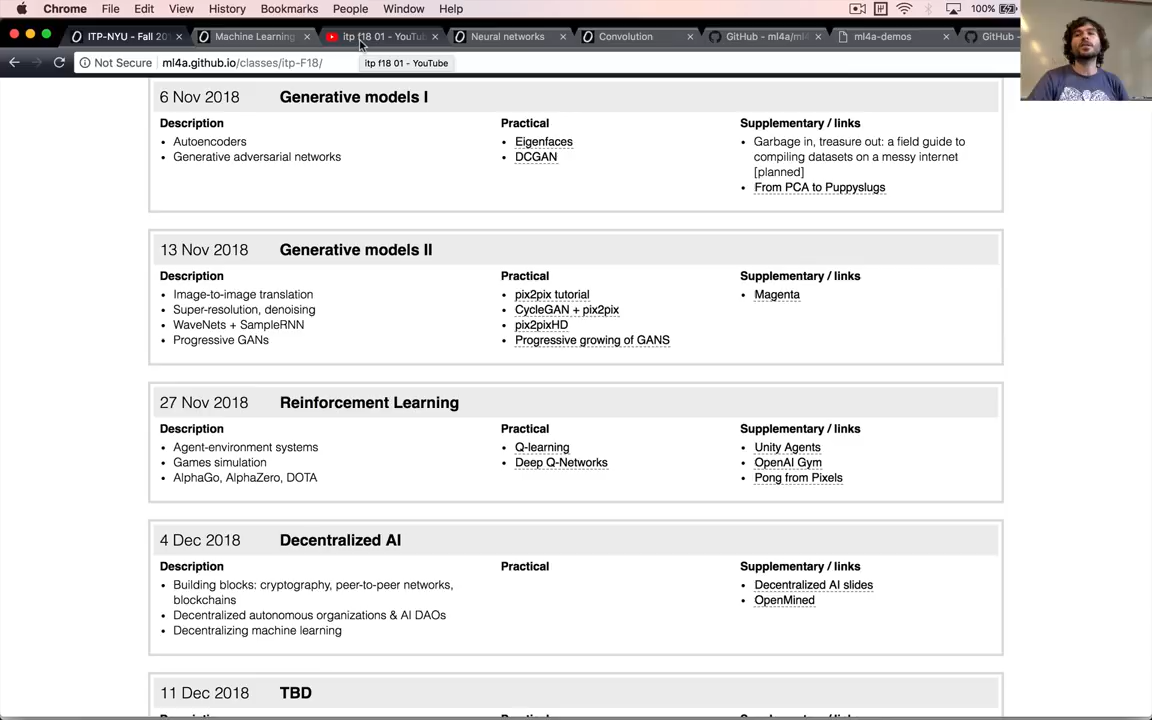 Chrome File Edit View History Bookmarks People Window Help 100%
ITP-NYU - Fall 20 Machine Learning itp f18 01 - YouTub Neural networks Convolution GitHub - ml4a/ml ml4a-demos GitHub
Not Secure ml4a.github.io/classes/itp-F18/
itp f18 01 - YouTube
6 Nov 2018 Generative models I
Description Practical Supplementary / links
Autoencoders
Generative adversarial networks
Eigenfaces
DCGAN
Garbage in, treasure out: a field guide to
compiling datasets on a messy internet
[planned]
From PCA to Puppyslugs
13 Nov 2018 Generative models II
Description Practical Supplementary / links
Image-to-image translation
Super-resolution, denoising
WaveNets + SampleRNN
Progressive GANs
pix2pix tutorial
CycleGAN + pix2pix
pix2pixHD
Progressive growing of GANS
Magenta
27 Nov 2018 Reinforcement Learning
Description Practical Supplementary / links
Agent-environment systems
Games simulation
AlphaGo, AlphaZero, DOTA
Q-learning
Deep Q-Networks
Unity Agents
OpenAI Gym
Pong from Pixels
4 Dec 2018 Decentralized AI
Description Practical Supplementary / links
Building blocks: cryptography, peer-to-peer networks,
blockchains
Decentralized autonomous organizations & AI DAOs
Decentralizing machine learning
Decentralized AI slides
OpenMined
11 Dec 2018 TBD